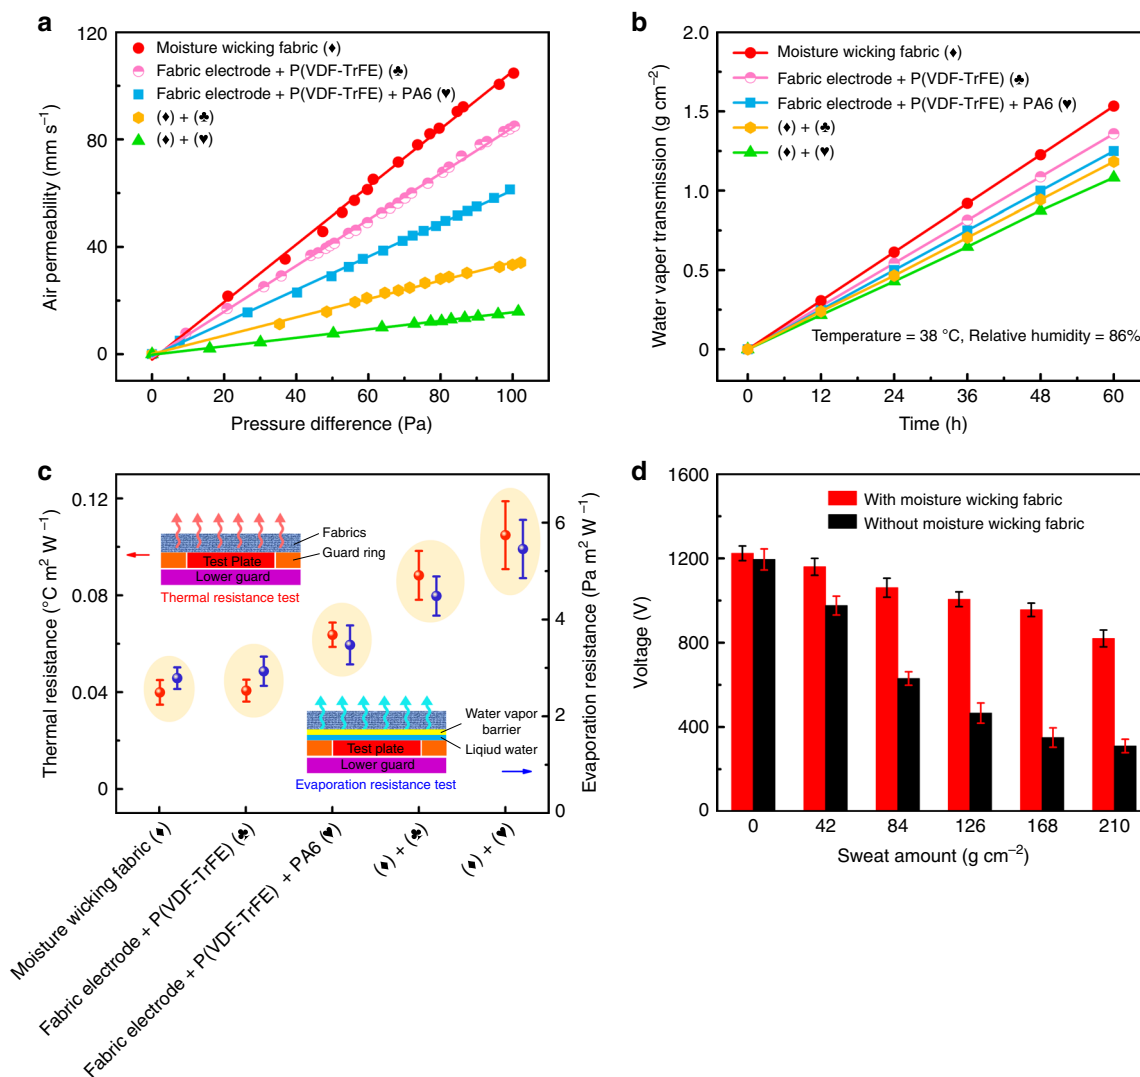 a
120
80
40
0
Air permeability (mm s⁻¹)
Moisture wicking fabric (♦)
Fabric electrode + P(VDF-TrFE) (♣)
Fabric electrode + P(VDF-TrFE) + PA6 (♥)
(♦) + (♣)
(♦) + (♥)
0 20 40 60 80 100
Pressure difference (Pa)
b
2.0
1.5
1.0
0.5
0
Water vaper transmission (g cm⁻²)
Moisture wicking fabric (♦)
Fabric electrode + P(VDF-TrFE) (♣)
Fabric electrode + P(VDF-TrFE) + PA6 (♥)
(♦) + (♣)
(♦) + (♥)
Temperature = 38 °C, Relative humidity = 86%
0 12 24 36 48 60
Time (h)
c
0.12
0.08
0.04
0
Thermal resistance (°C m² W⁻¹)
Fabrics
Guard ring
Test Plate
Lower guard
Thermal resistance test
Water vapor
barrier
Liqiud water
Test plate
Lower guard
Evaporation resistance test
6
4
2
0
Evaporation resistance (Pa m² W⁻¹)
Moisture wicking fabric (♦)
Fabric electrode + P(VDF-TrFE) (♣)
Fabric electrode + P(VDF-TrFE) + PA6 (♥)
(♦) + (♣)
(♦) + (♥)
d
1600
1200
800
400
0
Voltage (V)
With moisture wicking fabric
Without moisture wicking fabric
0 42 84 126 168 210
Sweat amount (g cm⁻²)